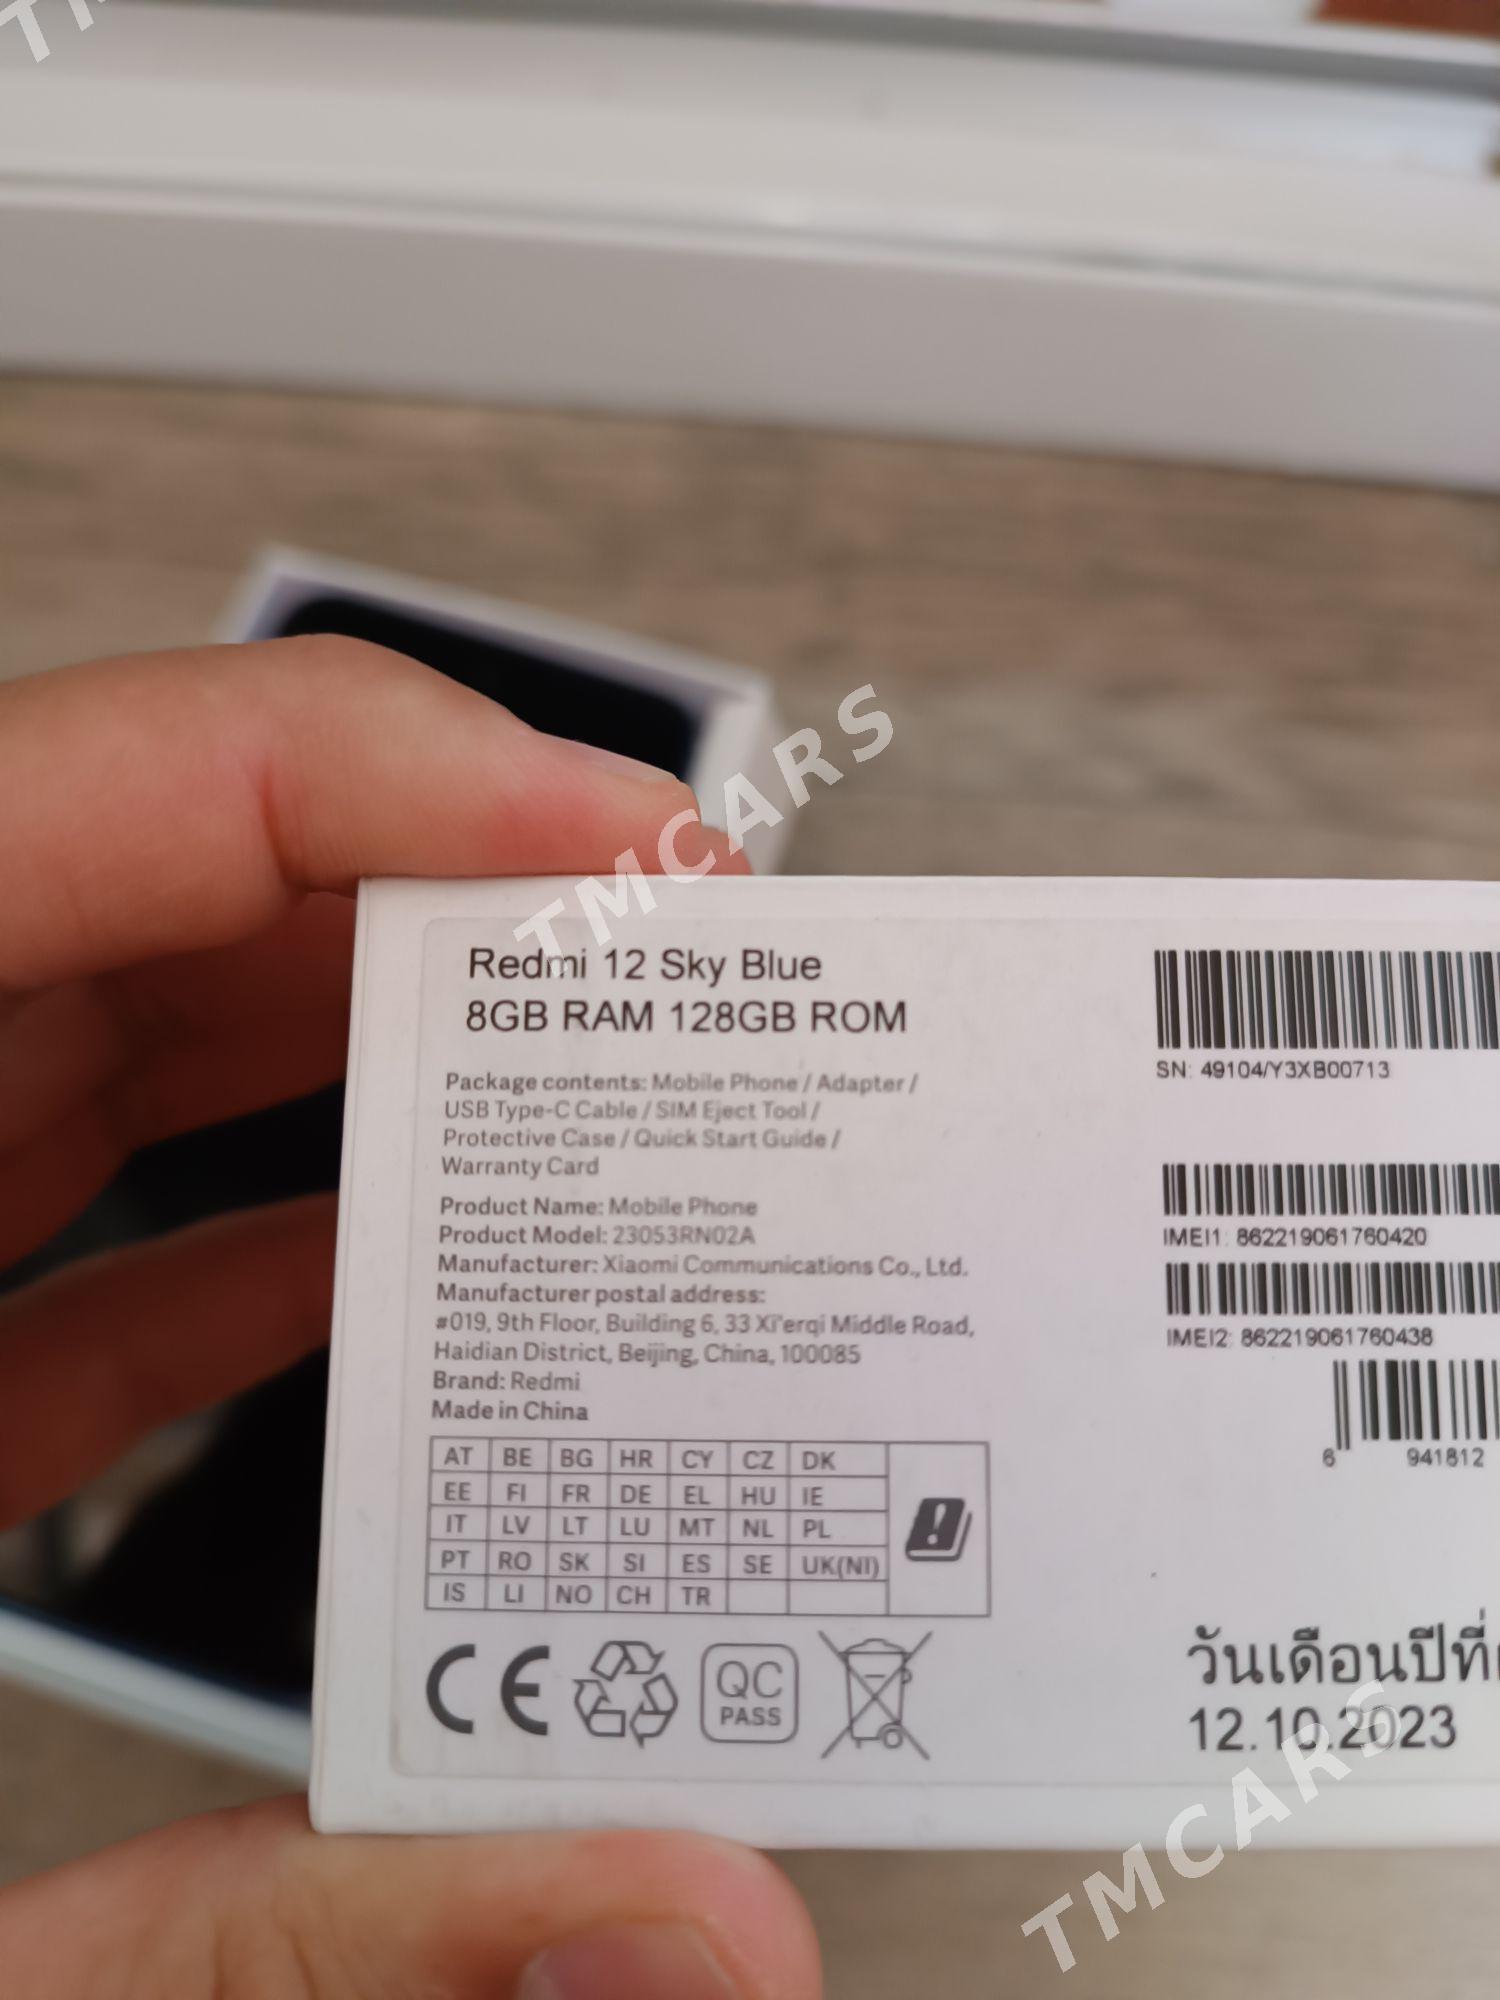 TMCARS
Redmi 12 Sky Blue
8GB RAM 128GB ROM
Package contents: Mobile Phone / Adapter /
USB Type-C Cable / SIM Eject Tool /
Protective Case / Quick Start Guide /
Warranty Card
Product Name: Mobile Phone
Product Model: 23053RN02A
Manufacturer: Xiaomi Communications Co., Ltd.
Manufacturer postal address:
#019, 9th Floor, Building 6, 33 Xi'erqi Middle Road,
Haidian District, Beijing, China, 100085
Brand: Redmi
Made in China
AT BE BG HR CY CZ DK
EE FI FR DE EL HU IE
IT LV LT LU MT NL PL
PT RO SK SI ES SE UK(NI)
IS LI NO CH TR
CE
QC
PASS
SN: 49104/Y3XB00713
IMEI1: 862219061760420
IMEI2: 862219061760438
6 941812
วันเดือนปีที่
12.10.2023
TMCARS